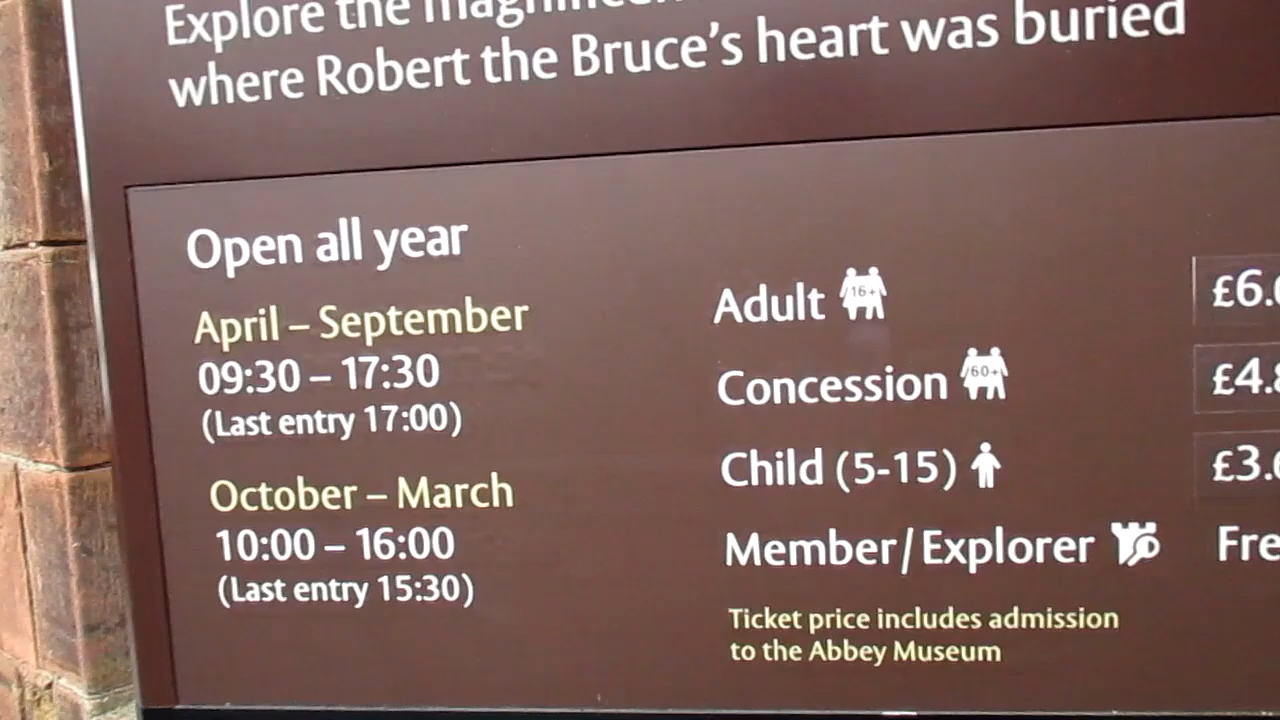 Explore the
where Robert the Bruce's heart was buried
Open all year
April – September
09:30 – 17:30
(Last entry 17:00)
October – March
10:00 – 16:00
(Last entry 15:30)
Adult 16+
Concession 60+
Child (5-15)
Member/Explorer
Ticket price includes admission
to the Abbey Museum